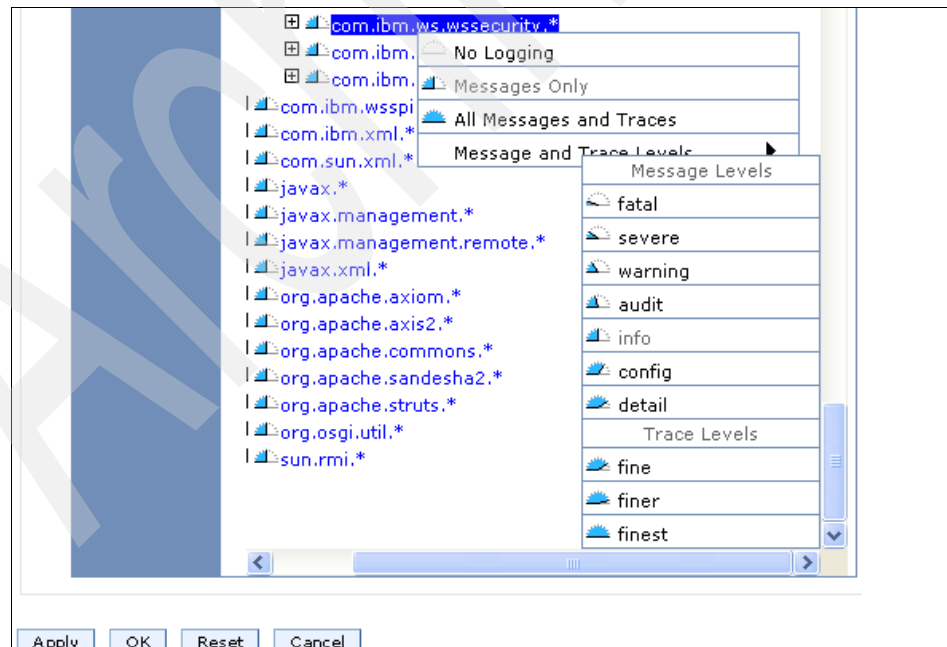 com.ibm.ws.wssecurity.*
com.ibm.
No Logging
com.ibm.
Messages Only
com.ibm.wsspi
All Messages and Traces
com.ibm.xml.*
Message and Trace Levels
com.sun.xml.*
Message Levels
javax.*
fatal
javax.management.*
severe
javax.management.remote.*
warning
javax.xml.*
audit
org.apache.axiom.*
info
org.apache.axis2.*
config
org.apache.commons.*
detail
org.apache.sandesha2.*
Trace Levels
org.apache.struts.*
fine
org.osgi.util.*
finer
sun.rmi.*
finest
Apply OK Reset Cancel